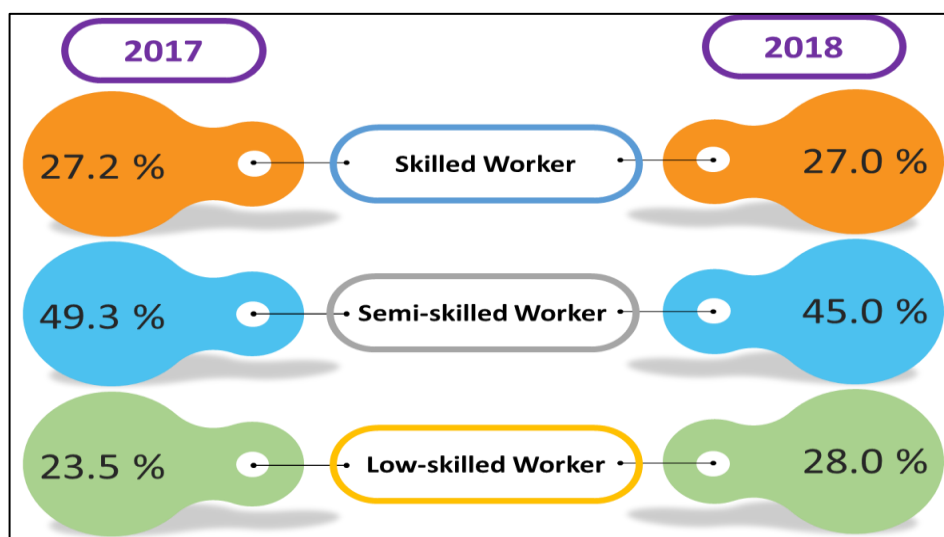 2017
2018
27.2 %
Skilled Worker
27.0 %
49.3 %
Semi-skilled Worker
45.0 %
23.5 %
Low-skilled Worker
28.0 %